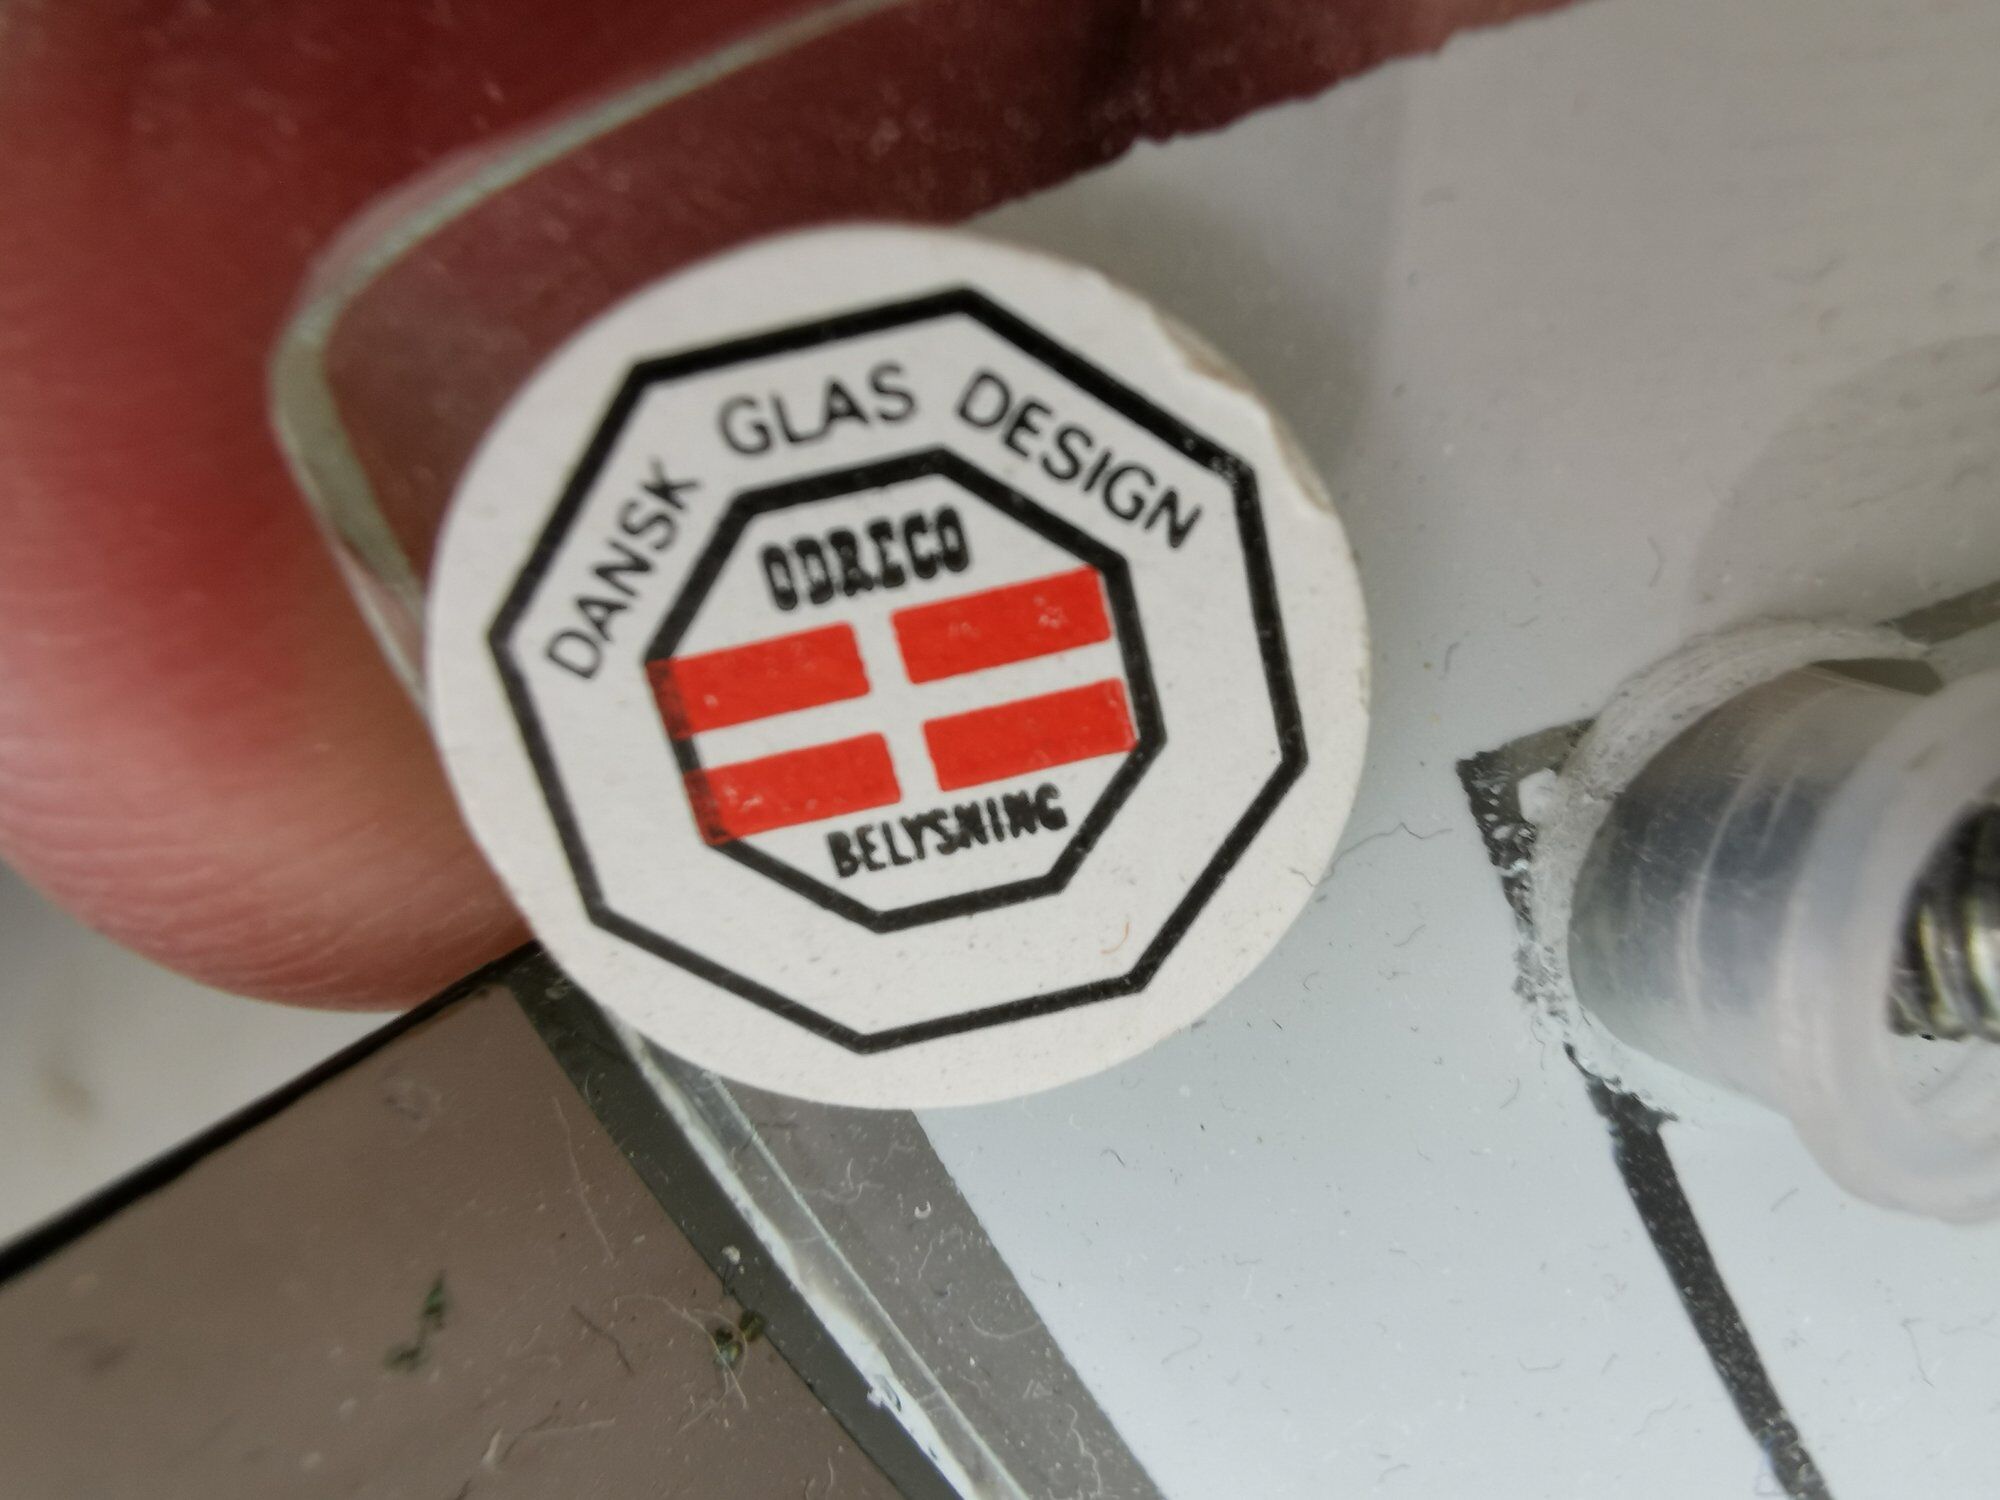 DANSK GLAS DESIGN
ODRECO
BELYSNING